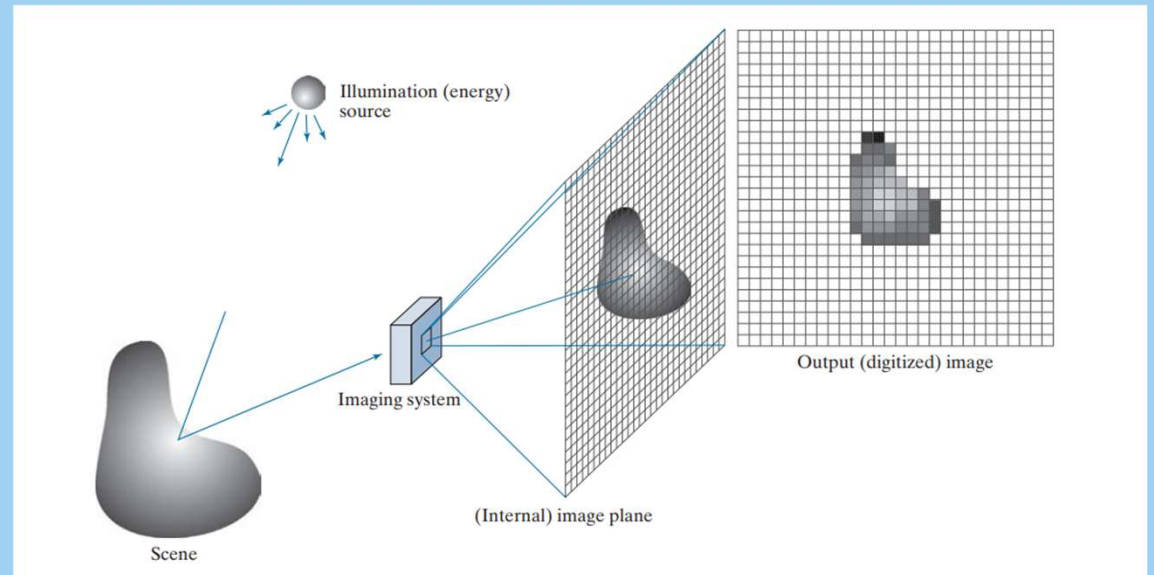 Illumination (energy)
source
Output (digitized) image
Imaging system
(Internal) image plane
Scene